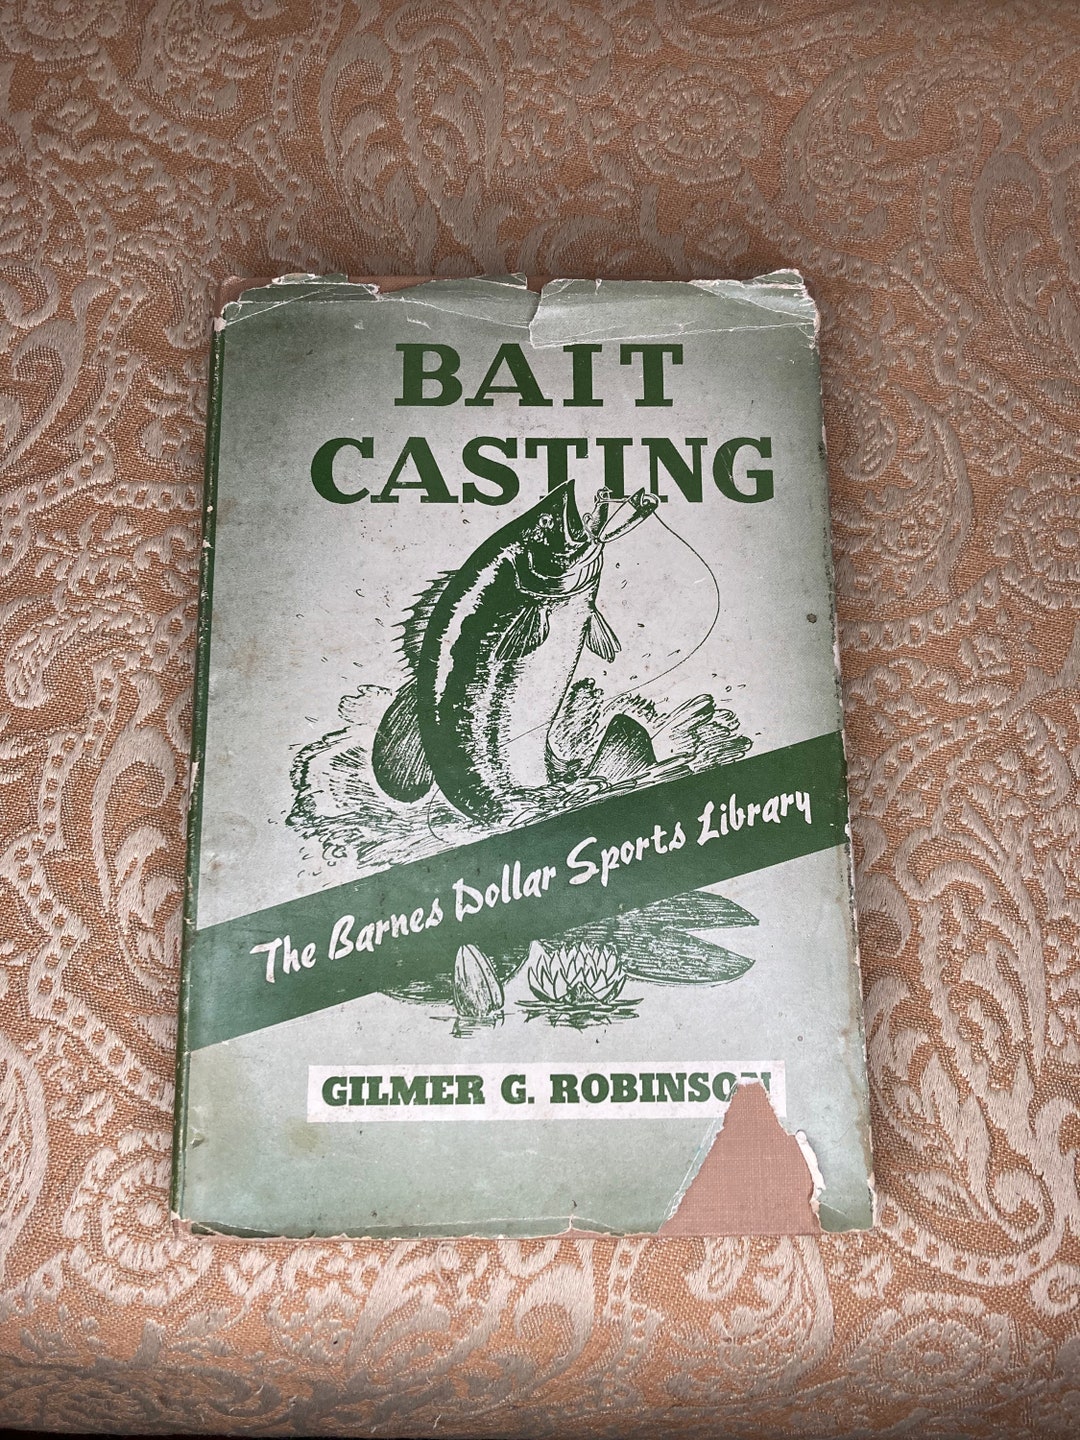 BAIT
CASTING
The Barnes Dollar Sports Library
GILMER G. ROBINSON